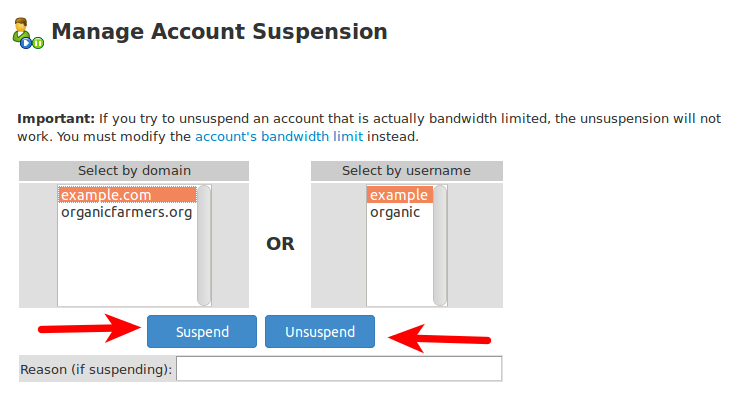 Manage Account Suspension
Important: If you try to unsuspend an account that is actually bandwidth limited, the unsuspension will not
work. You must modify the account's bandwidth limit instead.
Select by domain
example.com
organicfarmers.org
OR
Select by username
example
organic
Suspend
Unsuspend
Reason (if suspending):